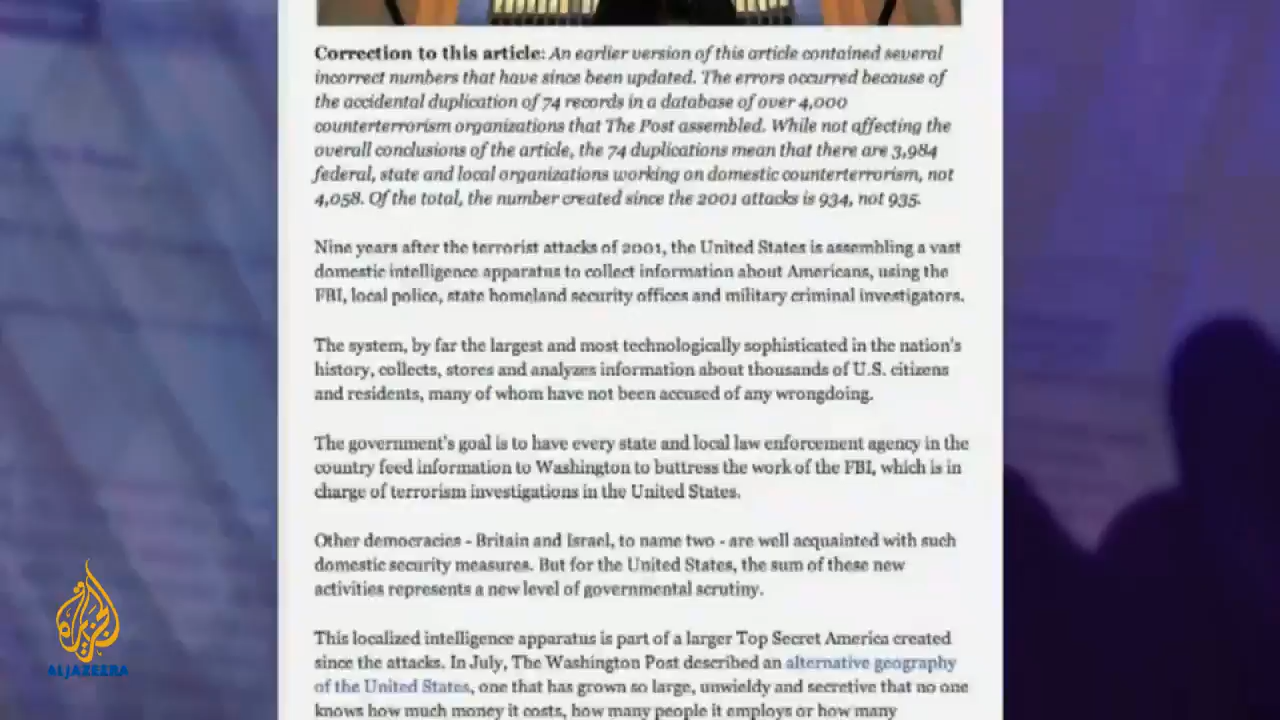 Correction to this article: An earlier version of this article contained several
incorrect numbers that have since been updated. The errors occurred because of
the accidental duplication of 74 records in a database of over 4,000
counterterrorism organizations that The Post assembled. While not affecting the
overall conclusions of the article, the 74 duplications mean that there are 3,984
federal, state and local organizations working on domestic counterterrorism, not
4,058. Of the total, the number created since the 2001 attacks is 934, not 935.
Nine years after the terrorist attacks of 2001, the United States is assembling a vast
domestic intelligence apparatus to collect information about Americans, using the
FBI, local police, state homeland security offices and military criminal investigators.
The system, by far the largest and most technologically sophisticated in the nation's
history, collects, stores and analyzes information about thousands of U.S. citizens
and residents, many of whom have not been accused of any wrongdoing.
The government's goal is to have every state and local law enforcement agency in the
country feed information to Washington to buttress the work of the FBI, which is in
charge of terrorism investigations in the United States.
Other democracies - Britain and Israel, to name two - are well acquainted with such
domestic security measures. But for the United States, the sum of these new
activities represents a new level of governmental scrutiny.
This localized intelligence apparatus is part of a larger Top Secret America created
since the attacks. In July, The Washington Post described an alternative geography
of the United States, one that has grown so large, unwieldy and secretive that no one
knows how much money it costs, how many people it employs or how many
ALJAZEERA